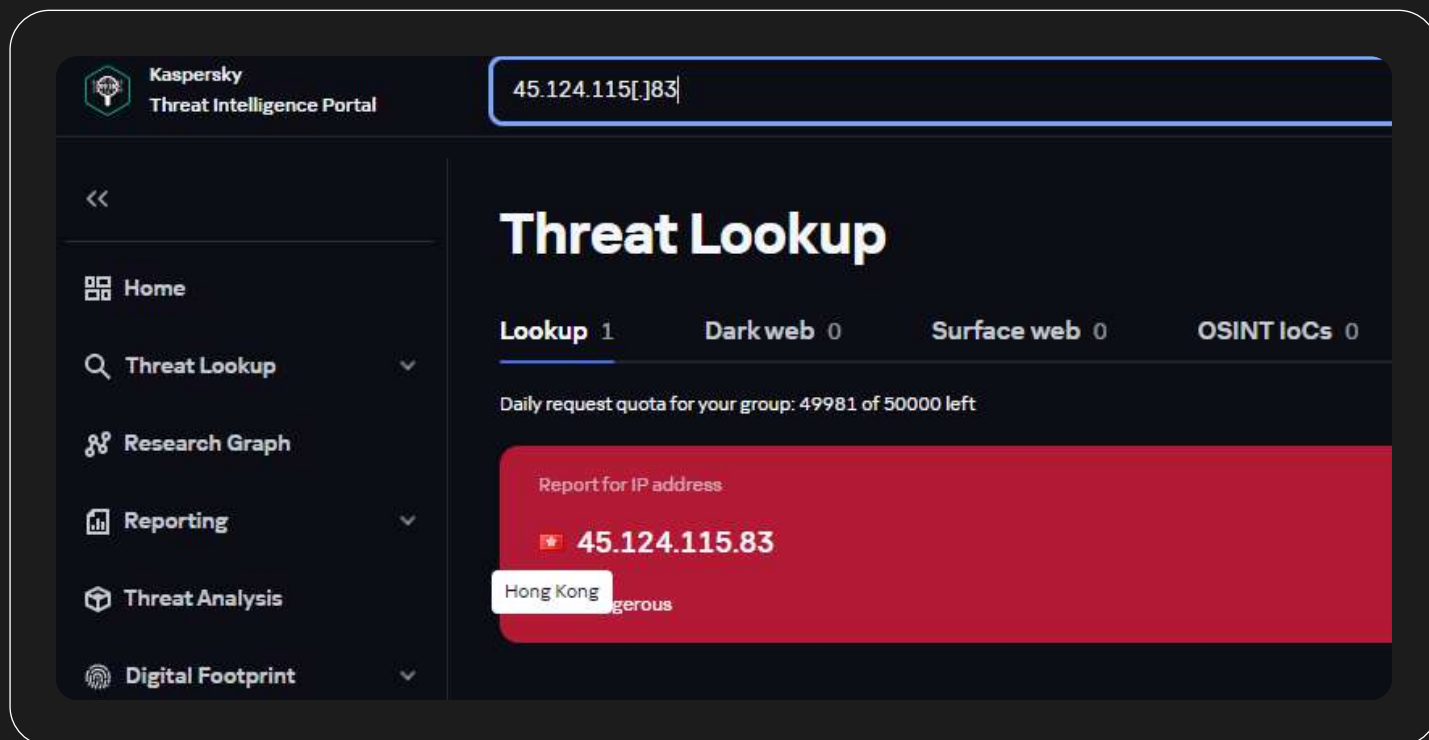 Kaspersky
Threat Intelligence Portal
45.124.115[.]83
Threat Lookup
Lookup 1
Dark web 0
Surface web 0
OSINT IoCs 0
Daily request quota for your group: 49981 of 50000 left
Report for IP address
45.124.115.83
Hong Kong
gerous
Home
Threat Lookup
Research Graph
Reporting
Threat Analysis
Digital Footprint